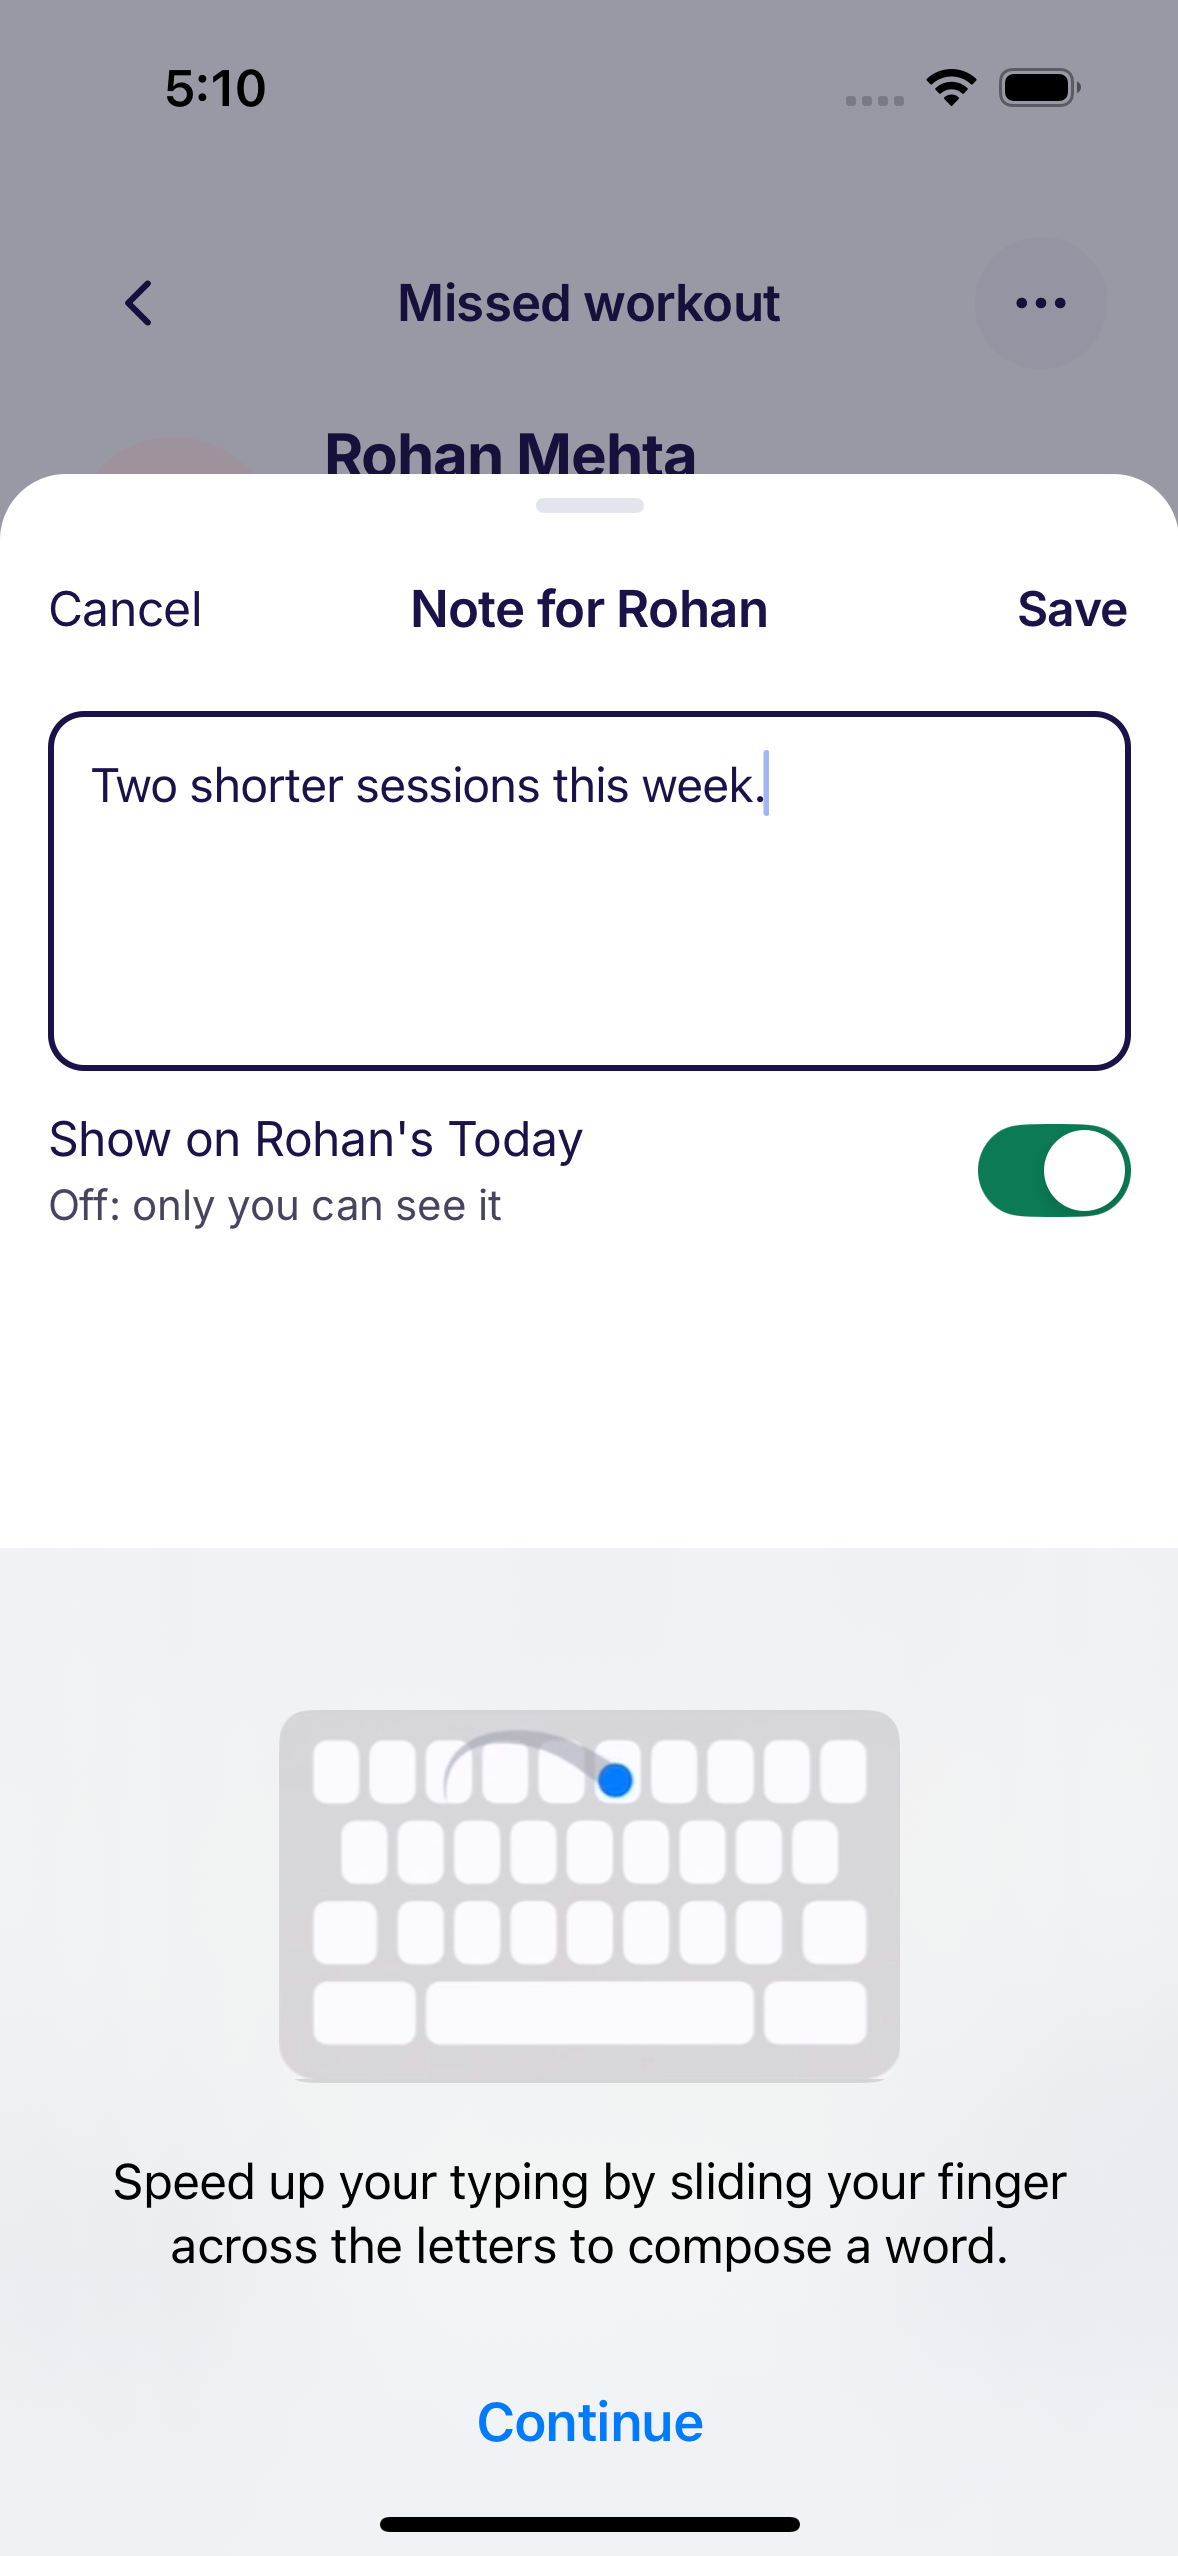 5:10
Missed workout
Rohan Mehta
Cancel
Note for Rohan
Save
Two shorter sessions this week.
Show on Rohan's Today
Off: only you can see it
Speed up your typing by sliding your finger
across the letters to compose a word.
Continue